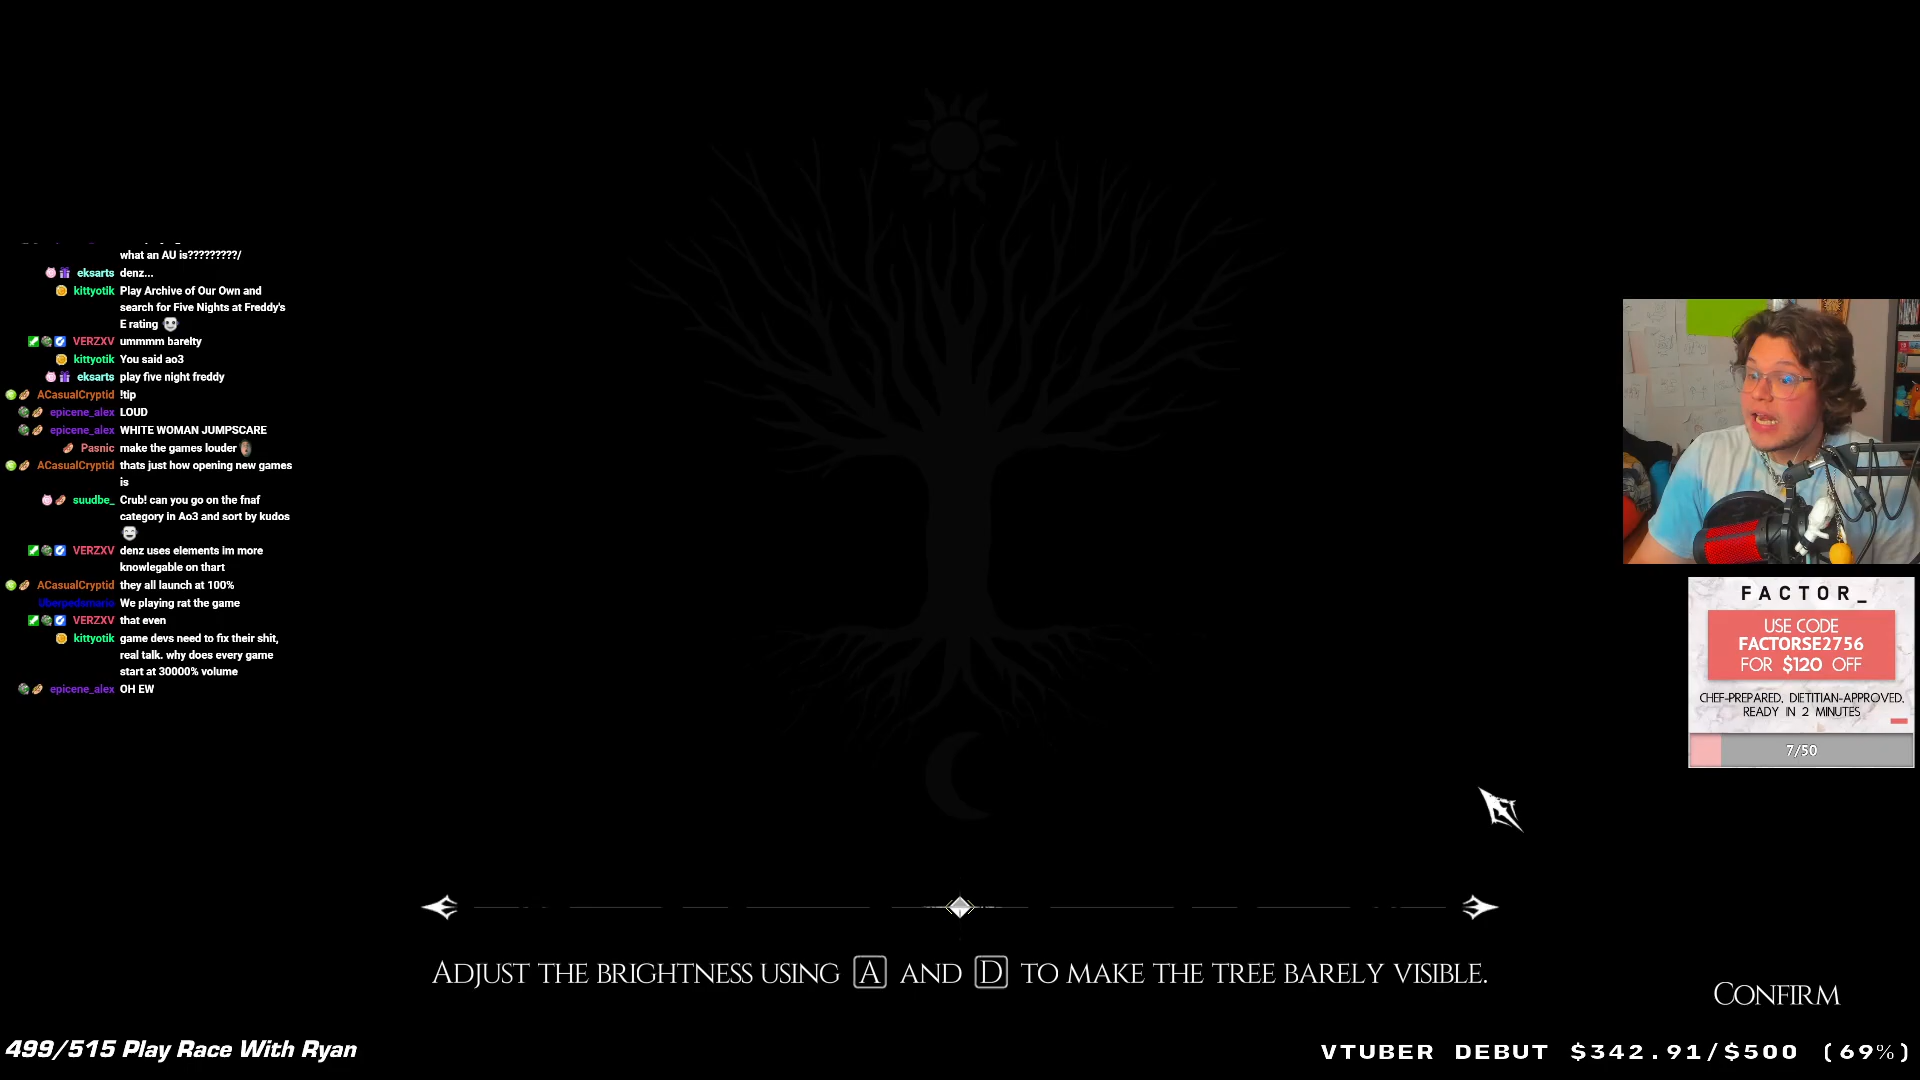 what an AU is?????????/
eksarts denz...
kittyotik Play Archive of Our Own and
search for Five Nights at Freddy's
E rating
VERZXV ummmm barelty
kittyotik You said ao3
eksarts play five night freddy
ACasualCryptid !tip
epicene_alex LOUD
epicene_alex WHITE WOMAN JUMPSCARE
Pasnic make the games louder
ACasualCryptid thats just how opening new games
is
suudbe_ Crub! can you go on the fnaf
category in Ao3 and sort by kudos
VERZXV denz uses elements im more
knowlegable on thart
ACasualCryptid they all launch at 100%
We playing rat the game
VERZXV that even
kittyotik game devs need to fix their shit,
real talk. why does every game
start at 30000% volume
epicene_alex OH EW
FACTOR_
USE CODE
FACTORSE2756
FOR $120 OFF
CHEF-PREPARED, DIETITIAN-APPROVED,
READY IN 2 MINUTES
7/50
ADJUST THE BRIGHTNESS USING A AND D TO MAKE THE TREE BARELY VISIBLE.
CONFIRM
499/515 Play Race With Ryan
VTUBER DEBUT $342.91/$500 (69%)